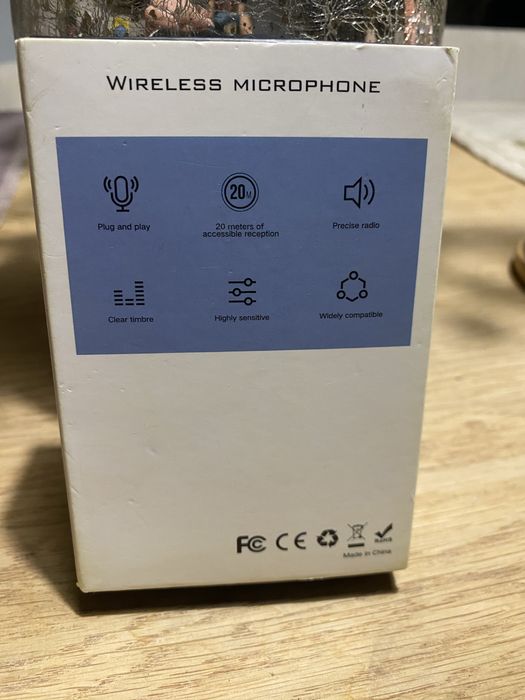 WIRELESS MICROPHONE
20M
Plug and play
20 meters of
accessible reception
Precise radio
Clear timbre
Highly sensitive
Widely compatible
FC CE RoHS
Made in China